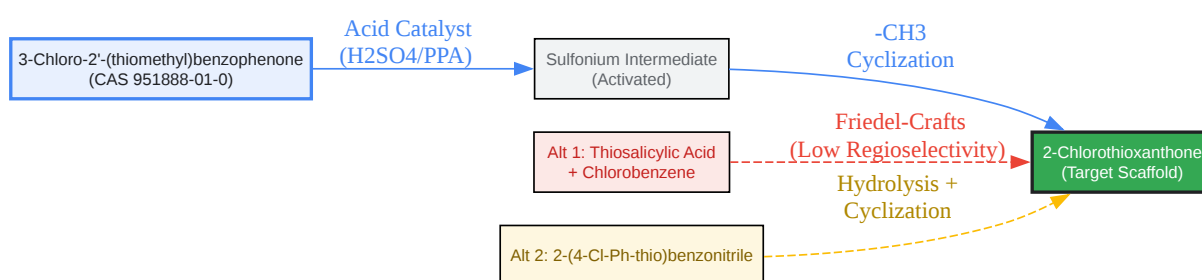 3-Chloro-2'-(thiomethyl)benzophenone
(CAS 951888-01-0)
Acid Catalyst
(H2SO4/PPA)
Sulfonium Intermediate
(Activated)
-CH3
Cyclization
Alt 1: Thiosalicylic Acid
+ Chlorobenzene
Friedel-Crafts
(Low Regioselectivity)
2-Chlorothioxanthone
(Target Scaffold)
Alt 2: 2-(4-Cl-Ph-thio)benzonitrile
Hydrolysis +
Cyclization